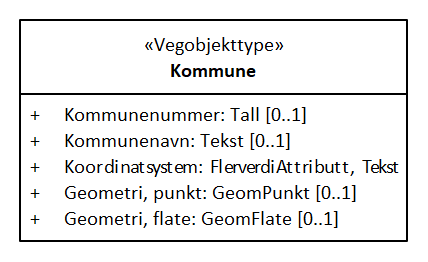 «Vegobjekttype»
Kommune
+ Kommunenummer: Tall [0..1]
+ Kommunenavn: Tekst [0..1]
+ Koordinatsystem: FlerverdiAttributt, Tekst
+ Geometri, punkt: GeomPunkt [0..1]
+ Geometri, flate: GeomFlate [0..1]